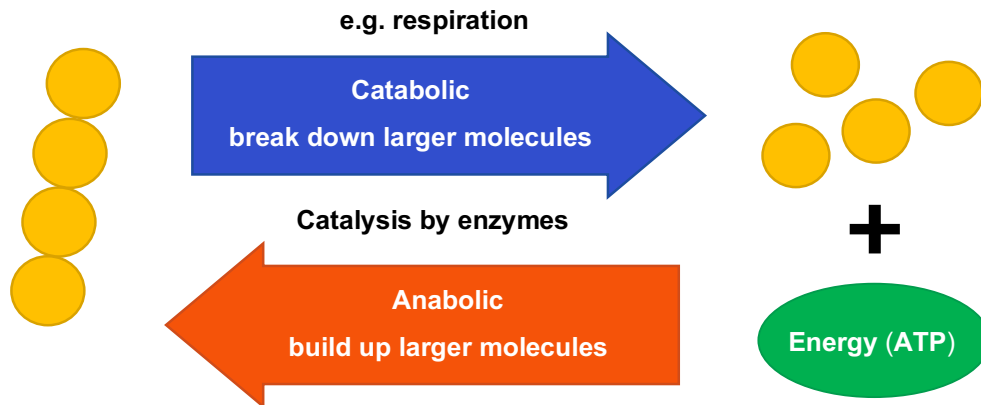 e.g. respiration
Catabolic
break down larger molecules
Catalysis by enzymes
Anabolic
build up larger molecules
+
Energy (ATP)